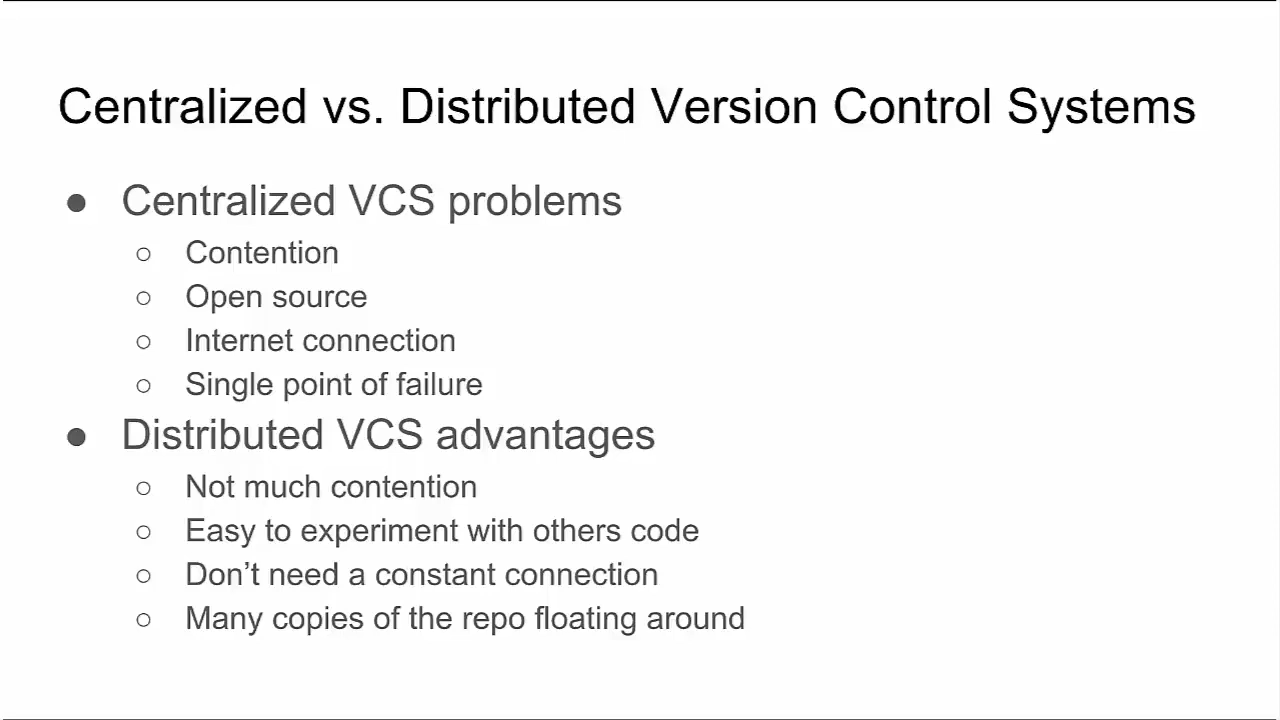 Centralized vs. Distributed Version Control Systems
● Centralized VCS problems
○ Contention
○ Open source
○ Internet connection
○ Single point of failure
● Distributed VCS advantages
○ Not much contention
○ Easy to experiment with others code
○ Don’t need a constant connection
○ Many copies of the repo floating around